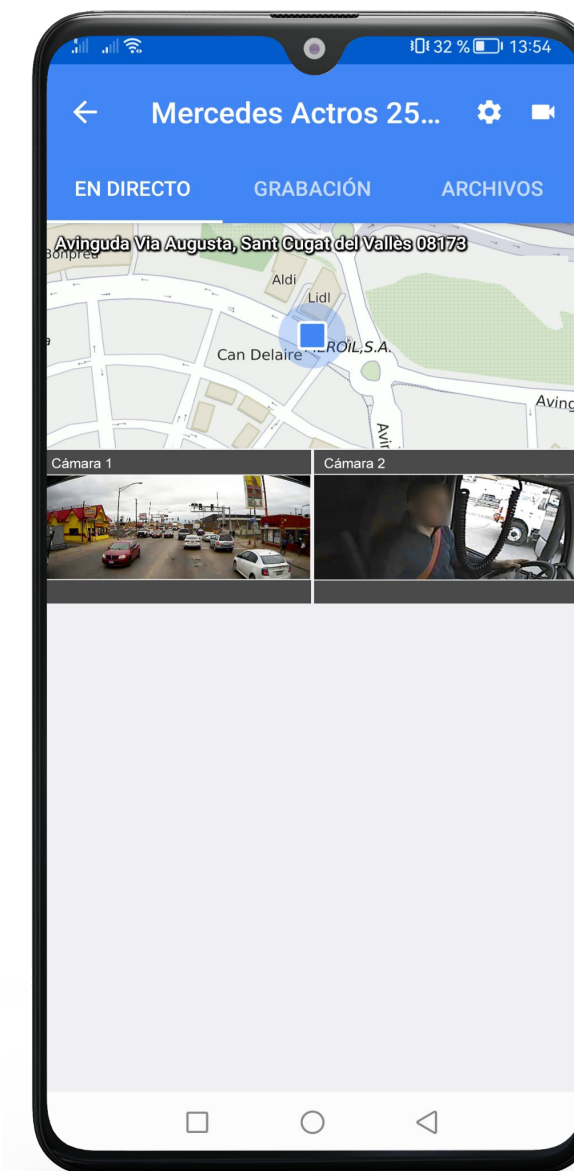 32 % 13:54
Mercedes Actros 25...
EN DIRECTO GRABACIÓN ARCHIVOS
Avinguda Via Augusta, Sant Cugat del Vallès 08173
Bonpreu
Aldi
Lidl
Can Delaire
Aving
Cámara 1 Cámara 2